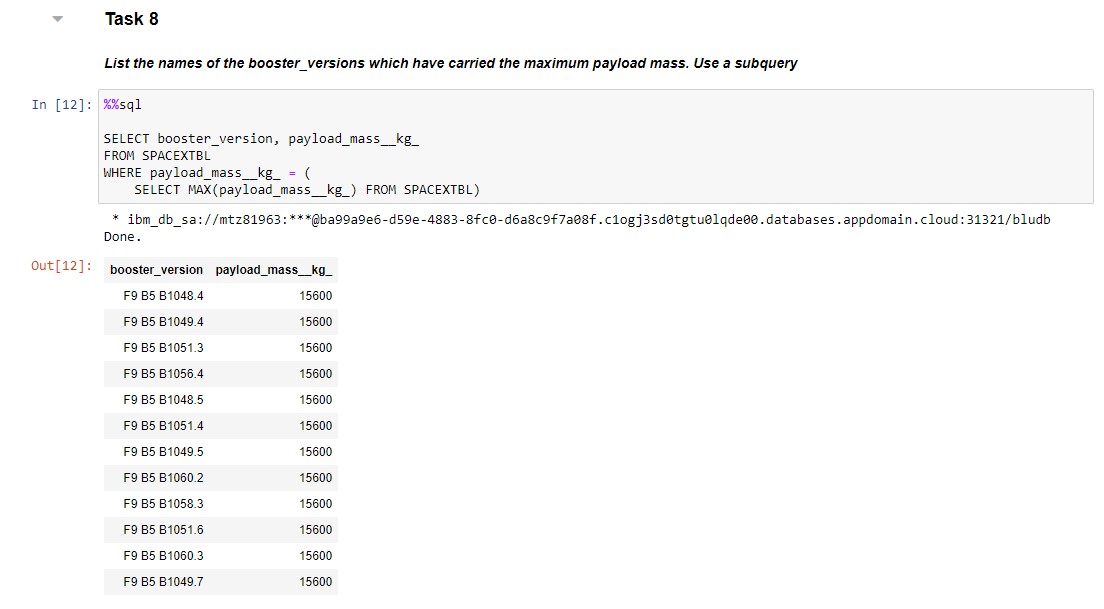 Task 8
List the names of the booster_versions which have carried the maximum payload mass. Use a subquery
In [12]: %%sql
SELECT booster_version, payload_mass__kg_
FROM SPACEXTBL
WHERE payload_mass__kg_ = (
SELECT MAX(payload_mass__kg_) FROM SPACEXTBL)
* ibm_db_sa://mtz81963:***@ba99a9e6-d59e-4883-8fc0-d6a8c9f7a08f.c1ogj3sd0tgtu0lqde00.databases.appdomain.cloud:31321/bludb
Done.
Out[12]: booster_version payload_mass__kg_
F9 B5 B1048.4 15600
F9 B5 B1049.4 15600
F9 B5 B1051.3 15600
F9 B5 B1056.4 15600
F9 B5 B1048.5 15600
F9 B5 B1051.4 15600
F9 B5 B1049.5 15600
F9 B5 B1060.2 15600
F9 B5 B1058.3 15600
F9 B5 B1051.6 15600
F9 B5 B1060.3 15600
F9 B5 B1049.7 15600